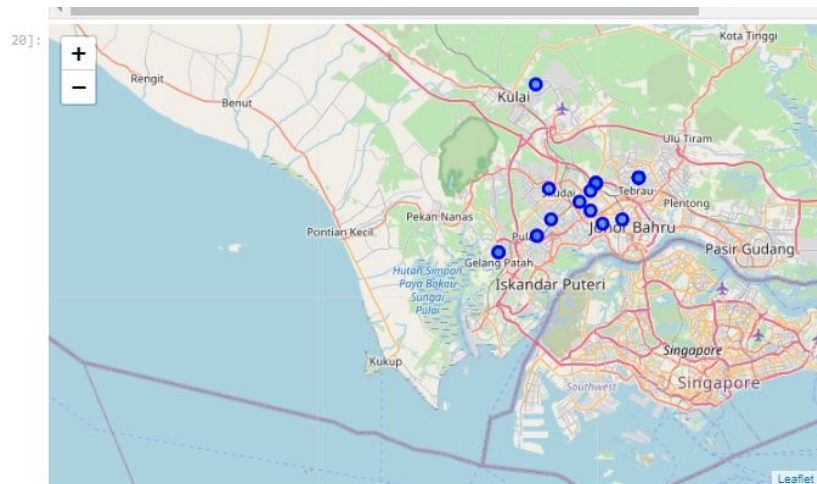 20]:
+
−
Kota Tinggi
Rengit
Benut
Kulai
Ulu Tiram
Tebrau
Plentong
Pekan Nanas
Pontian Kecil
Johor Bahru
Pasir Gudang
Gelang Patah
Hutan Simpan
Paya Bakau
Sungai
Pulai
Iskandar Puteri
Kukup
Singapore
Southwest
Singapore
Leaflet